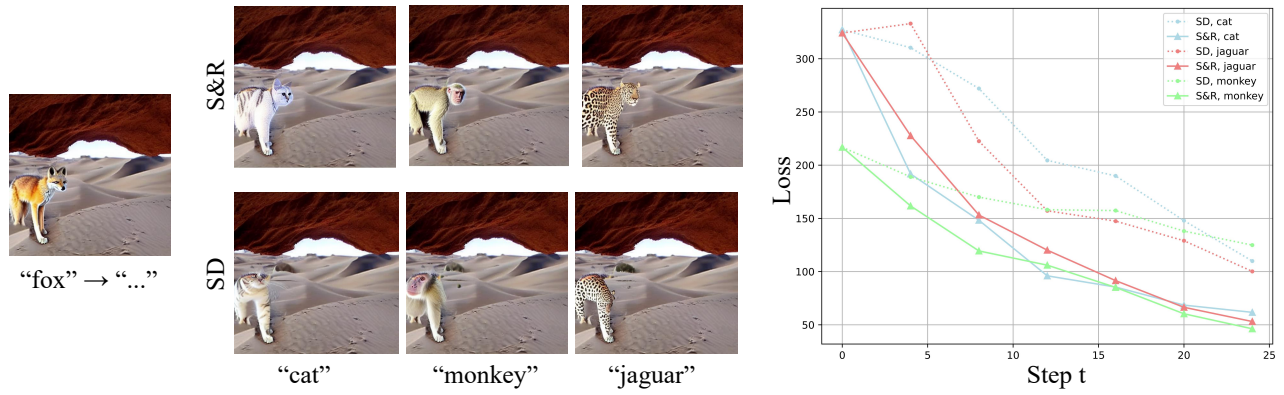 S&R
“fox” → “...”
SD
“cat”
“monkey”
“jaguar”
Loss
300
250
200
150
100
50
0
5
10
15
20
25
Step t
SD, cat
S&R, cat
SD, jaguar
S&R, jaguar
SD, monkey
S&R, monkey